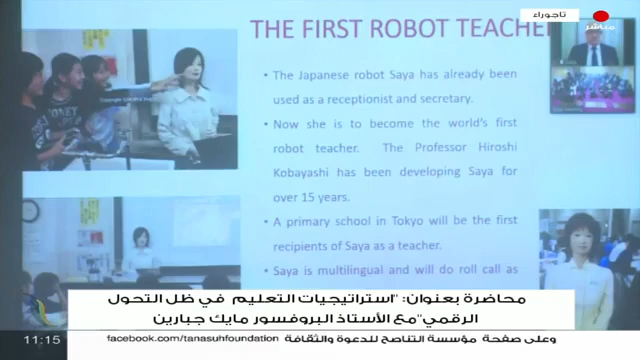 تاجوراء
مباشر
THE FIRST ROBOT TEACHER
• The Japanese robot Saya has already been
used as a receptionist and secretary.
• Now she is to become the world's first
robot teacher. The Professor Hiroshi
Kobayashi has been developing Saya for
over 15 years.
• A primary school in Tokyo will be the first
recipients of Saya as a teacher.
• Saya is multilingual and will do roll call as
محاضرة بعنوان: "استراتيجيات التعليم في ظل التحول
الرقمي" مع الأستاذ البروفسور مايك جبارين
11:15
facebook.com/tanasuhfoundation وعلى صفحة مؤسسة التناصح للدعوة والثقافة